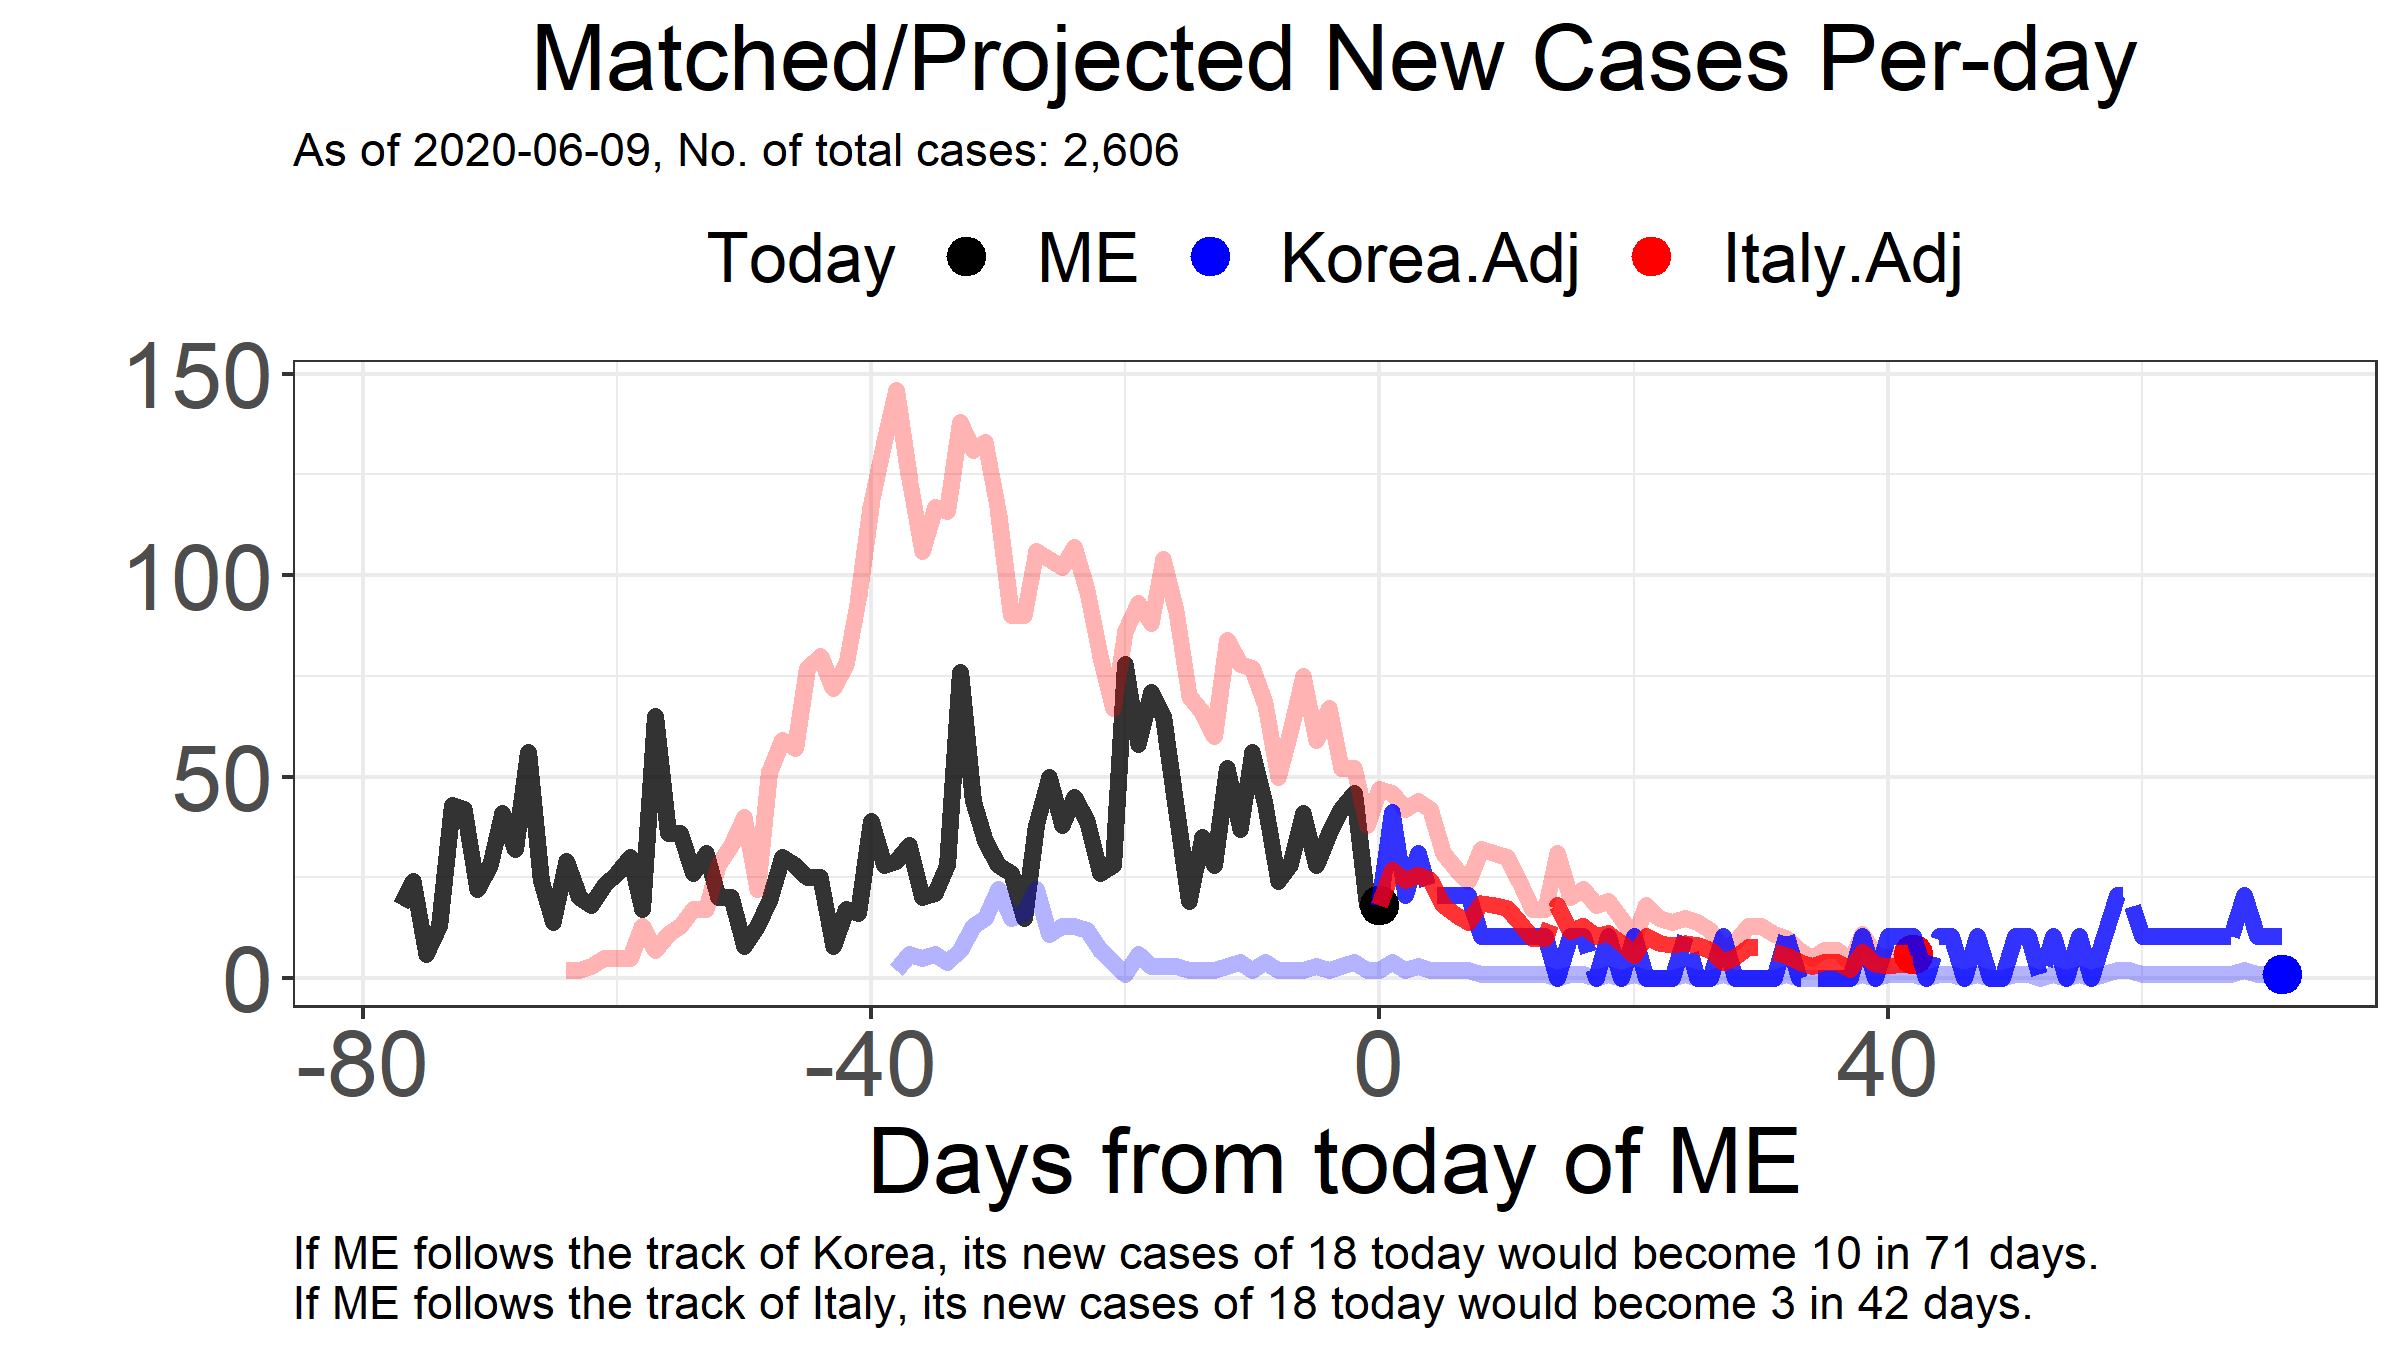 Matched/Projected New Cases Per-day
As of 2020-06-09, No. of total cases: 2,606
Today ME Korea.Adj Italy.Adj
150
100
50
0
-80 -40 0 40
Days from today of ME
If ME follows the track of Korea, its new cases of 18 today would become 10 in 71 days.
If ME follows the track of Italy, its new cases of 18 today would become 3 in 42 days.